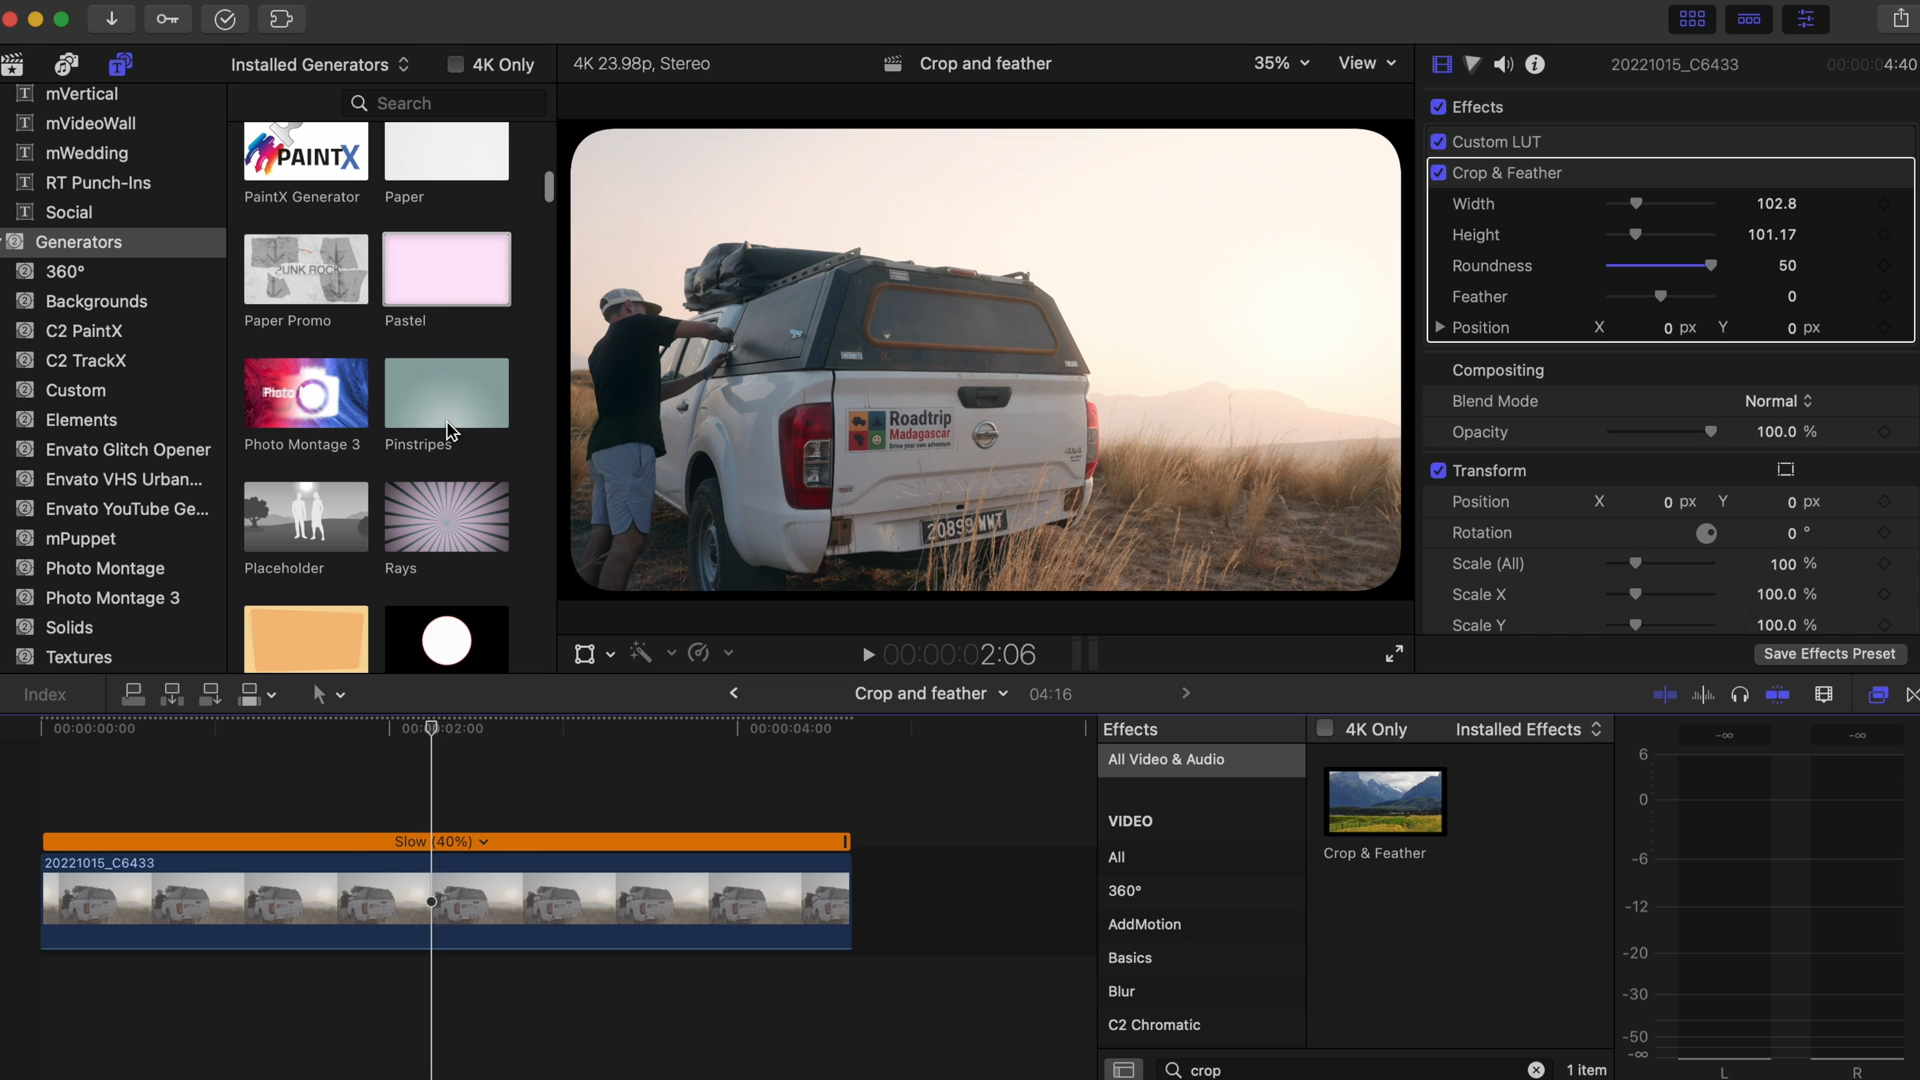 Installed Generators
4K Only
4K 23.98p, Stereo
Crop and feather
35%
View
20221015_C6433
00:00:04:40
mVertical
mVideoWall
mWedding
RT Punch-Ins
Social
Generators
360°
Backgrounds
C2 PaintX
C2 TrackX
Custom
Elements
Envato Glitch Opener
Envato VHS Urban...
Envato YouTube Ge...
mPuppet
Photo Montage
Photo Montage 3
Solids
Textures
Search
PAINTX
PaintX Generator
Paper
PUNK ROCK
Paper Promo
Pastel
Photo Montage 3
Pinstripes
Placeholder
Rays
Roadtrip
Madagascar
Drive your own adventure
20899 WWT
Effects
Custom LUT
Crop & Feather
Width 102.8
Height 101.17
Roundness 50
Feather 0
Position X 0 px Y 0 px
Compositing
Blend Mode Normal
Opacity 100.0 %
Transform
Position X 0 px Y 0 px
Rotation 0 °
Scale (All) 100 %
Scale X 100.0 %
Scale Y 100.0 %
Save Effects Preset
00:00:02:06
Index
Crop and feather
04:16
00:00:00:00
00:00:02:00
00:00:04:00
Slow (40%)
20221015_C6433
Effects
4K Only
Installed Effects
All Video & Audio
VIDEO
All
360°
AddMotion
Basics
Blur
C2 Chromatic
Crop & Feather
crop
1 item
-∞
-∞
6
0
-6
-12
-20
-30
-50
-∞
L
R